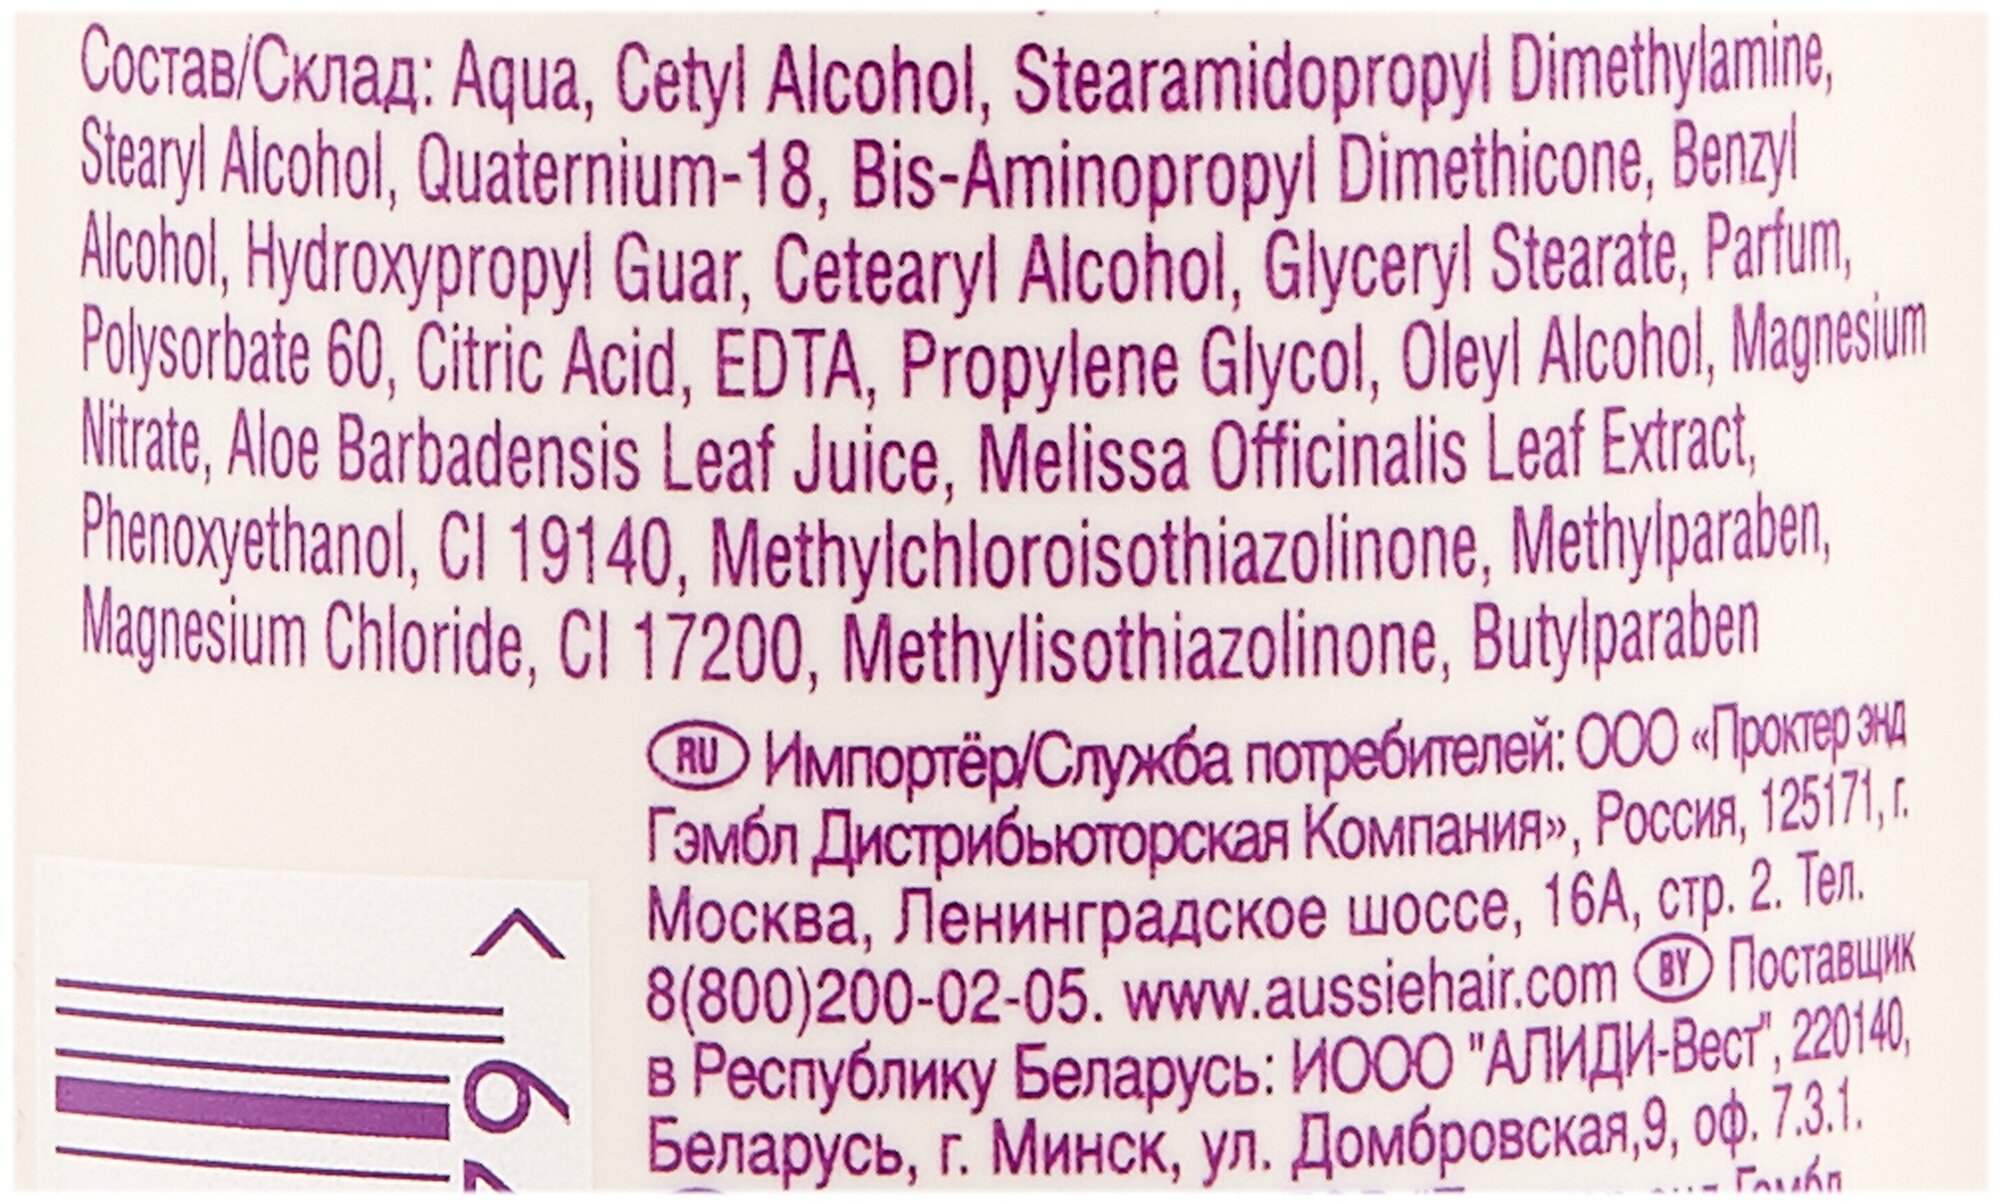 Состав/Склад: Aqua, Cetyl Alcohol, Stearamidopropyl Dimethylamine,
Stearyl Alcohol, Quaternium-18, Bis-Aminopropyl Dimethicone, Benzyl
Alcohol, Hydroxypropyl Guar, Cetearyl Alcohol, Glyceryl Stearate, Parfum,
Polysorbate 60, Citric Acid, EDTA, Propylene Glycol, Oleyl Alcohol, Magnesium
Nitrate, Aloe Barbadensis Leaf Juice, Melissa Officinalis Leaf Extract,
Phenoxyethanol, CI 19140, Methylchloroisothiazolinone, Methylparaben,
Magnesium Chloride, CI 17200, Methylisothiazolinone, Butylparaben
RU Импортёр/Служба потребителей: ООО «Проктер энд
Гэмбл Дистрибьюторская Компания», Россия, 125171, г.
Москва, Ленинградское шоссе, 16А, стр. 2. Тел.
8(800)200-02-05. www.aussiehair.com BY Поставщик
в Республику Беларусь: ИООО "АЛИДИ-Вест", 220140,
Беларусь, г. Минск, ул. Домбровская,9, оф. 7.3.1.
Гэмбл
>
6